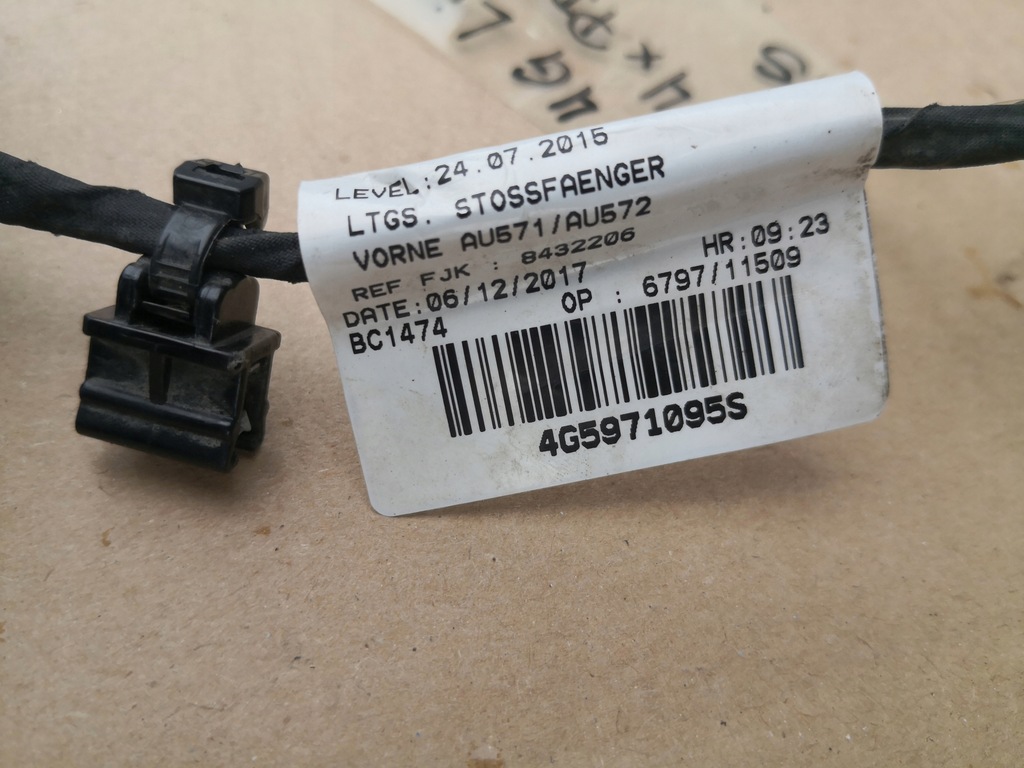 LEVEL:24.07.2015
LTGS. STOSSFAENGER
VORNE AU571/AU572
REF FJK : 8432206
HR:09:23
DATE:06/12/2017
OP : 6797/11509
BC1474
4G5971095S
4G